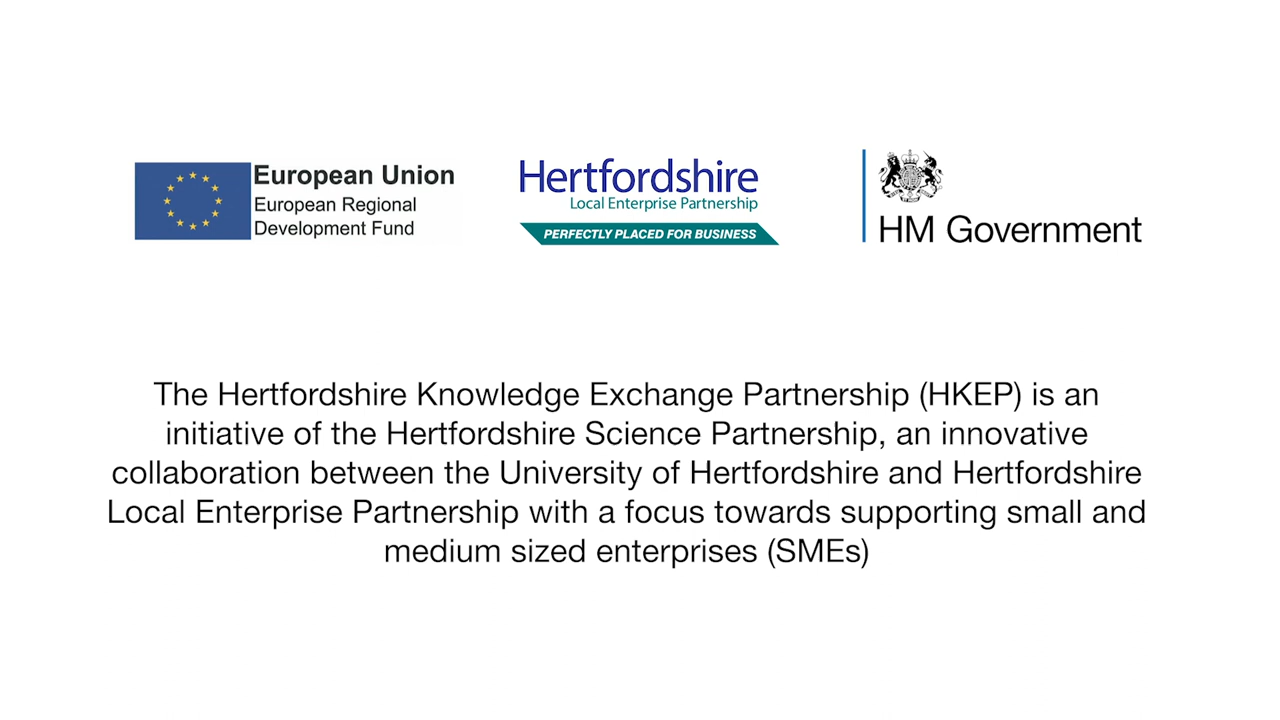 European Union
European Regional
Development Fund
Hertfordshire
Local Enterprise Partnership
PERFECTLY PLACED FOR BUSINESS
HM Government
The Hertfordshire Knowledge Exchange Partnership (HKEP) is an
initiative of the Hertfordshire Science Partnership, an innovative
collaboration between the University of Hertfordshire and Hertfordshire
Local Enterprise Partnership with a focus towards supporting small and
medium sized enterprises (SMEs)